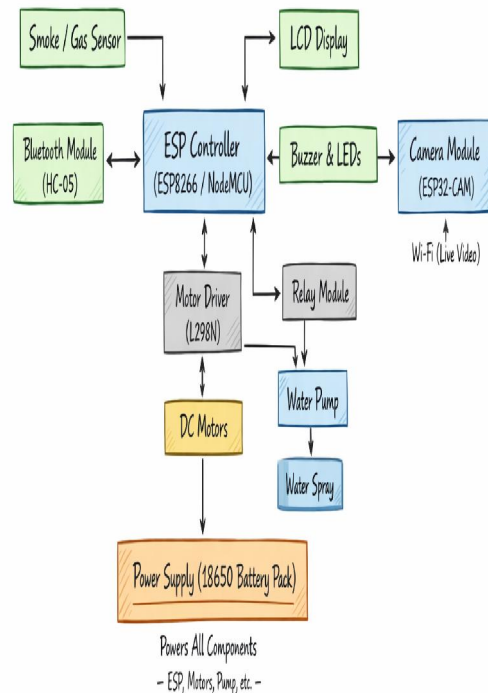 Smoke / Gas Sensor
LCD Display
Bluetooth Module
(HC-05)
ESP Controller
(ESP8266 / NodeMCU)
Buzzer & LEDs
Camera Module
(ESP32-CAM)
Wi-Fi (Live Video)
Motor Driver
(L298N)
Relay Module
DC Motors
Water Pump
Water Spray
Power Supply (18650 Battery Pack)
Powers All Components
– ESP, Motors, Pump, etc. –